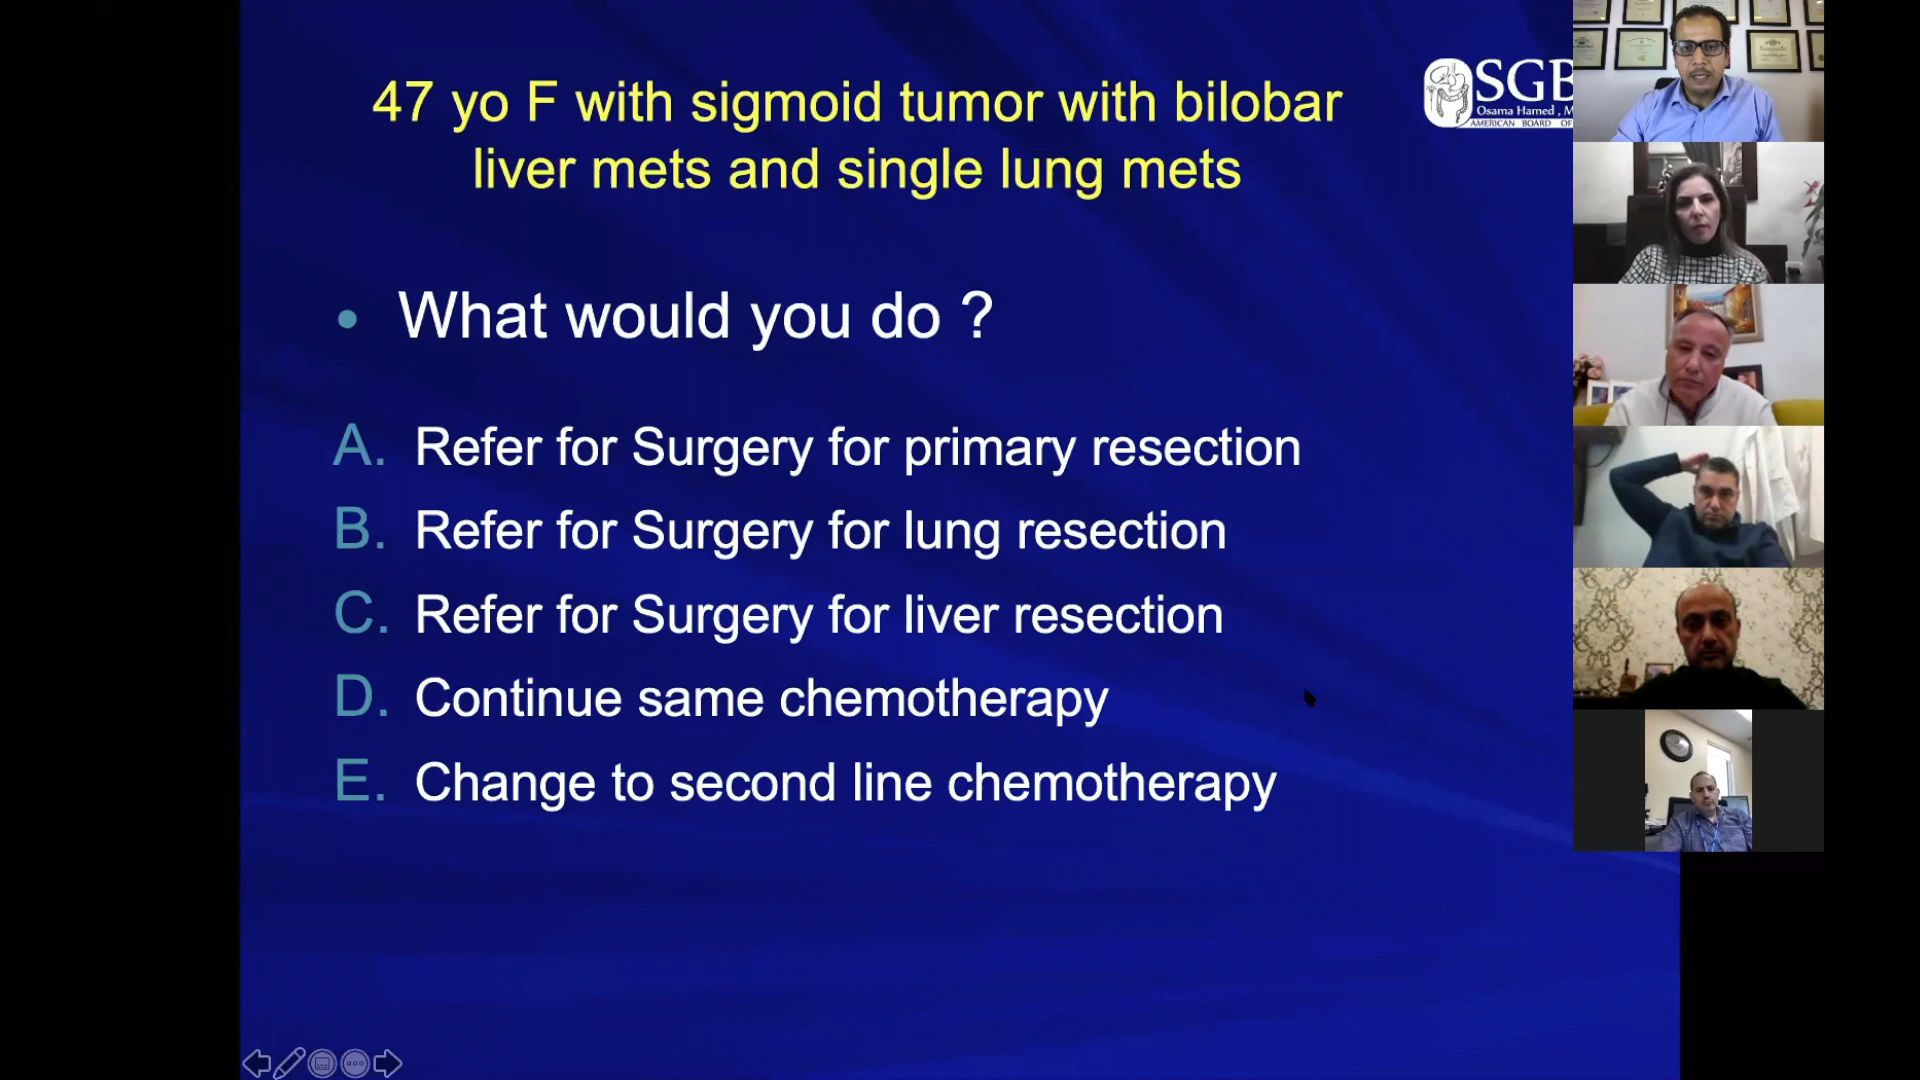 47 yo F with sigmoid tumor with bilobar
liver mets and single lung mets
SGB
Osama Hamed , M
AMERICAN BOARD OF
• What would you do ?
A. Refer for Surgery for primary resection
B. Refer for Surgery for lung resection
C. Refer for Surgery for liver resection
D. Continue same chemotherapy
E. Change to second line chemotherapy